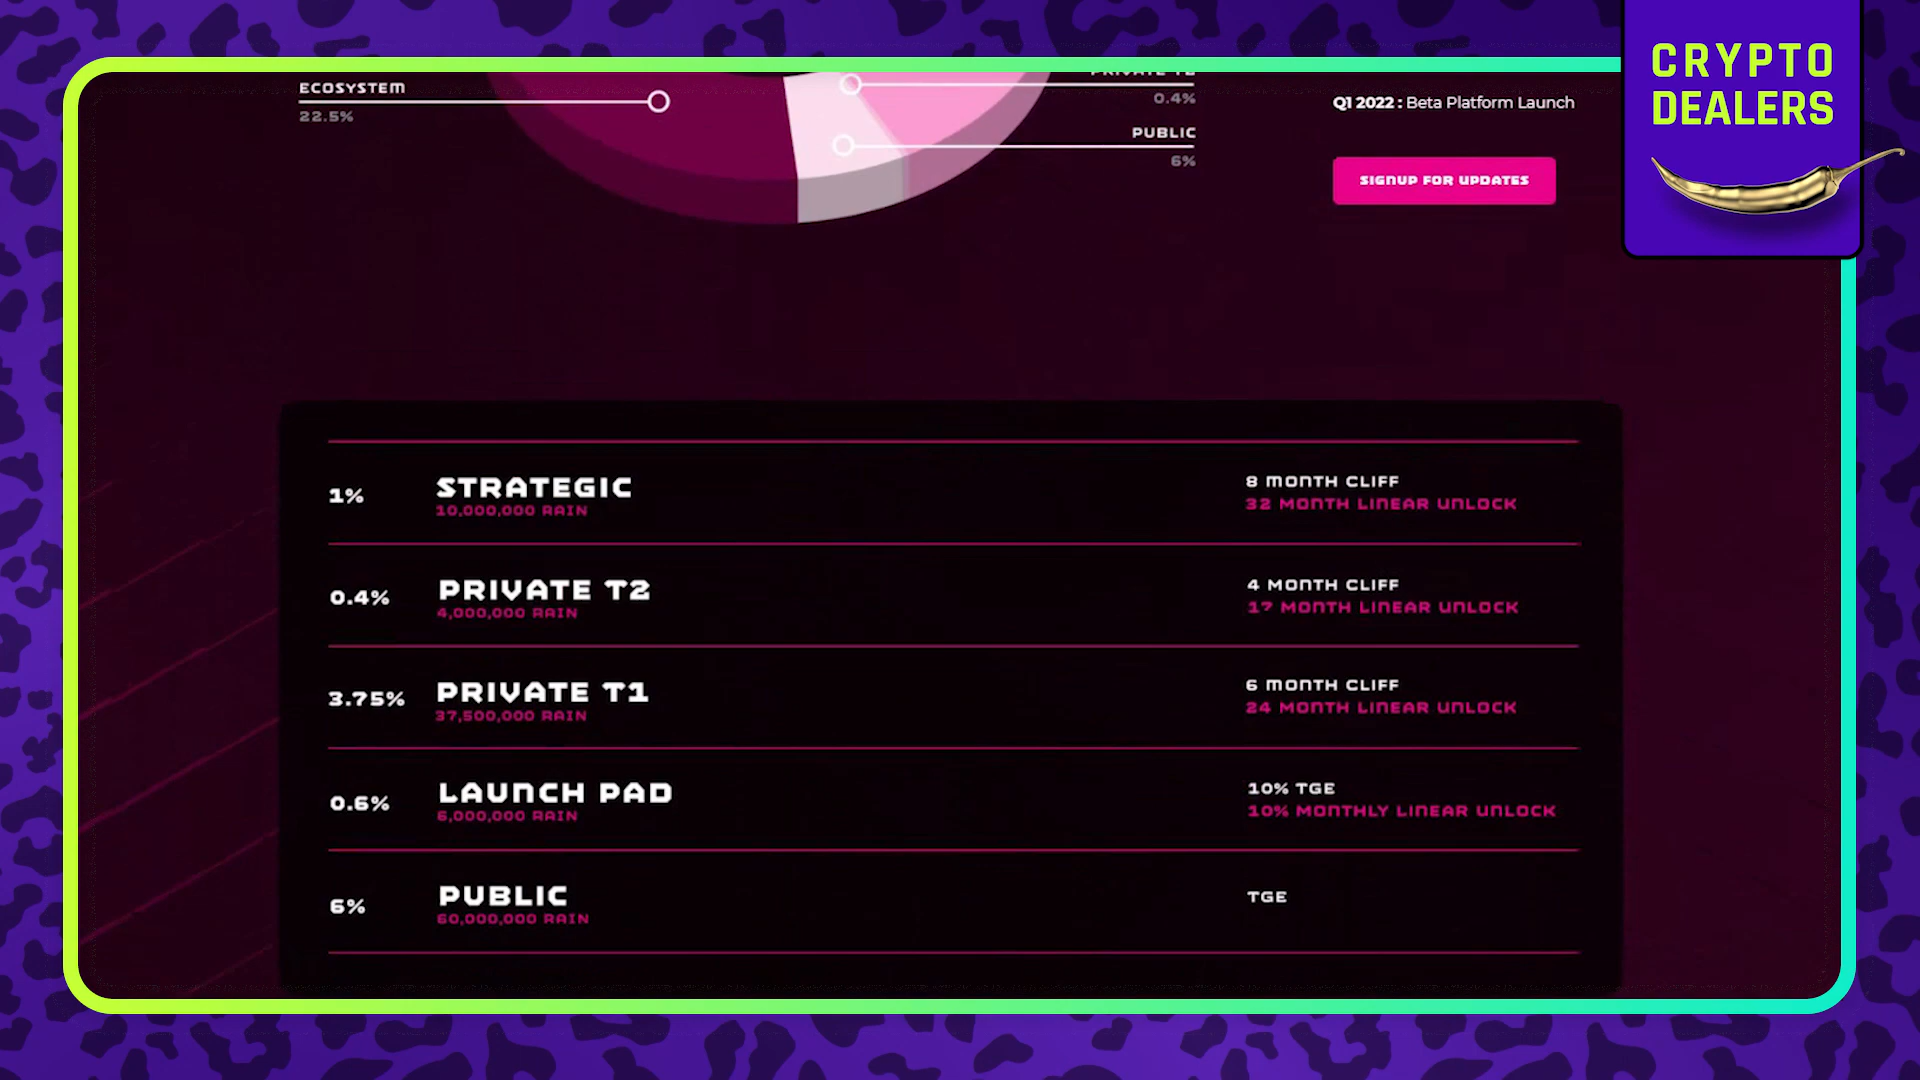 CRYPTO
DEALERS
ECOSYSTEM
22.5%
PRIVATE T2
0.4%
PUBLIC
6%
Q1 2022 : Beta Platform Launch
SIGNUP FOR UPDATES
1%
STRATEGIC
10,000,000 RAIN
8 MONTH CLIFF
32 MONTH LINEAR UNLOCK
0.4%
PRIVATE T2
4,000,000 RAIN
4 MONTH CLIFF
17 MONTH LINEAR UNLOCK
3.75%
PRIVATE T1
37,500,000 RAIN
6 MONTH CLIFF
24 MONTH LINEAR UNLOCK
0.6%
LAUNCH PAD
6,000,000 RAIN
10% TGE
10% MONTHLY LINEAR UNLOCK
6%
PUBLIC
60,000,000 RAIN
TGE